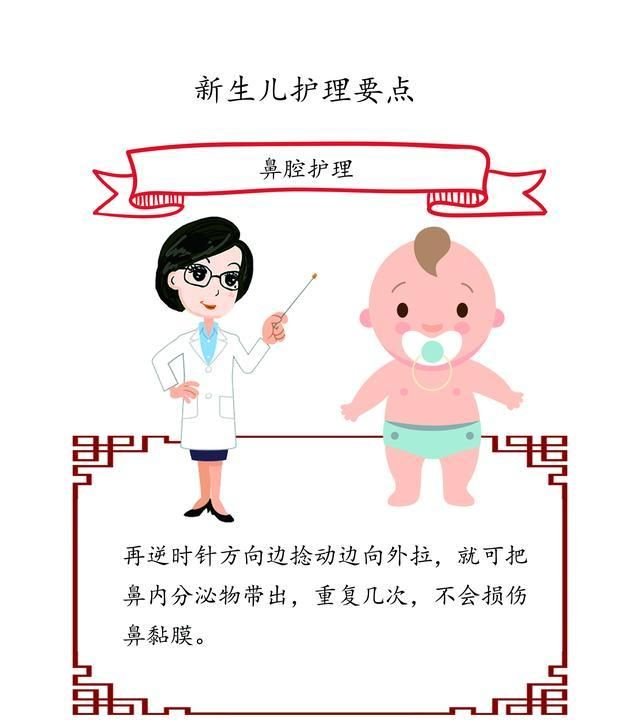 新生儿护理要点
鼻腔护理
再逆时针方向边捻动边向外拉，就可把
鼻内分泌物带出，重复几次，不会损伤
鼻黏膜。